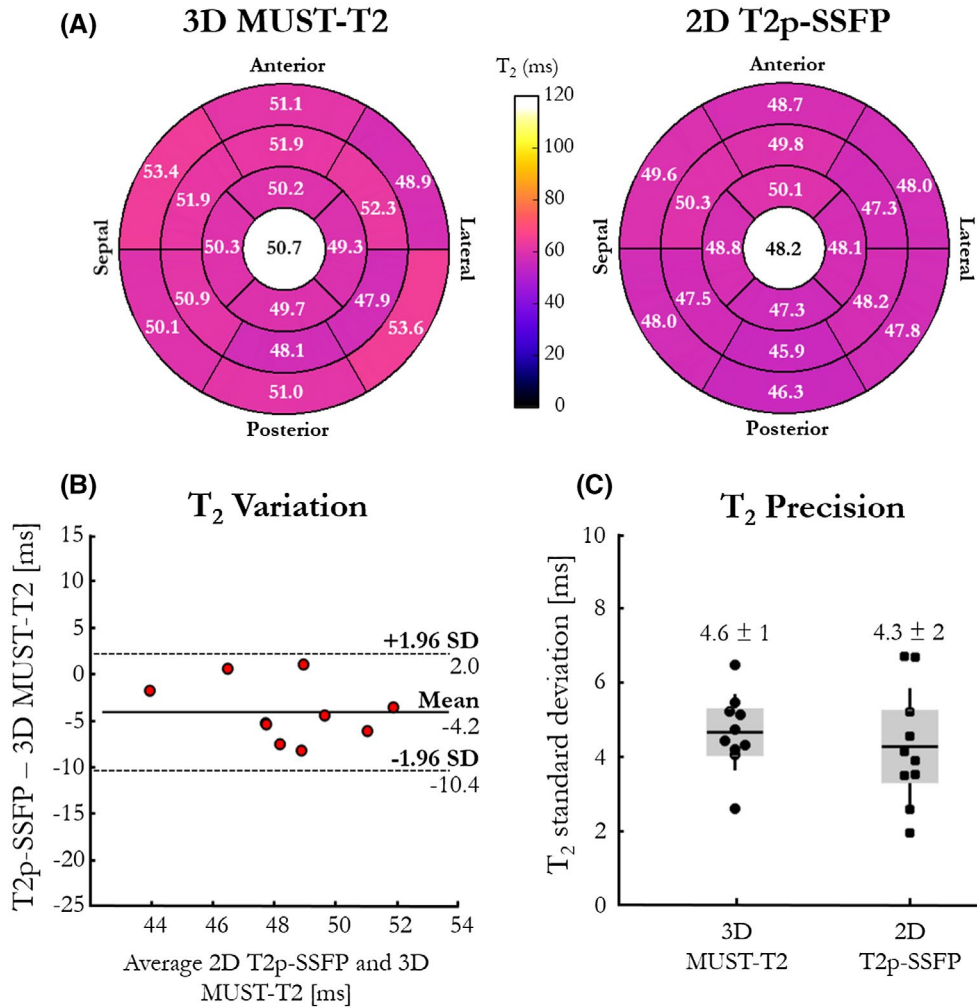 (A)
3D MUST-T2
2D T2p-SSFP
Anterior
T₂ (ms)
Anterior
51.1
51.9
50.2
53.4
51.9
48.9
52.3
50.3
50.7
49.3
50.9
50.1
47.9
53.6
49.7
48.1
51.0
Septal
Lateral
Posterior
120
100
80
60
40
20
0
48.7
49.8
50.1
49.6
50.3
48.0
47.3
48.8
48.2
48.1
47.5
48.0
48.2
47.8
47.3
45.9
46.3
Septal
Lateral
Posterior
(B)
T₂ Variation
T2p-SSFP – 3D MUST-T2 [ms]
15
10
5
0
-5
-10
-15
-20
-25
+1.96 SD
2.0
Mean
-4.2
-1.96 SD
-10.4
44 46 48 50 52 54
Average 2D T2p-SSFP and 3D
MUST-T2 [ms]
(C)
T₂ Precision
T₂ standard deviation [ms]
10
8
6
4
2
0
4.6 ± 1
4.3 ± 2
3D
MUST-T2
2D
T2p-SSFP